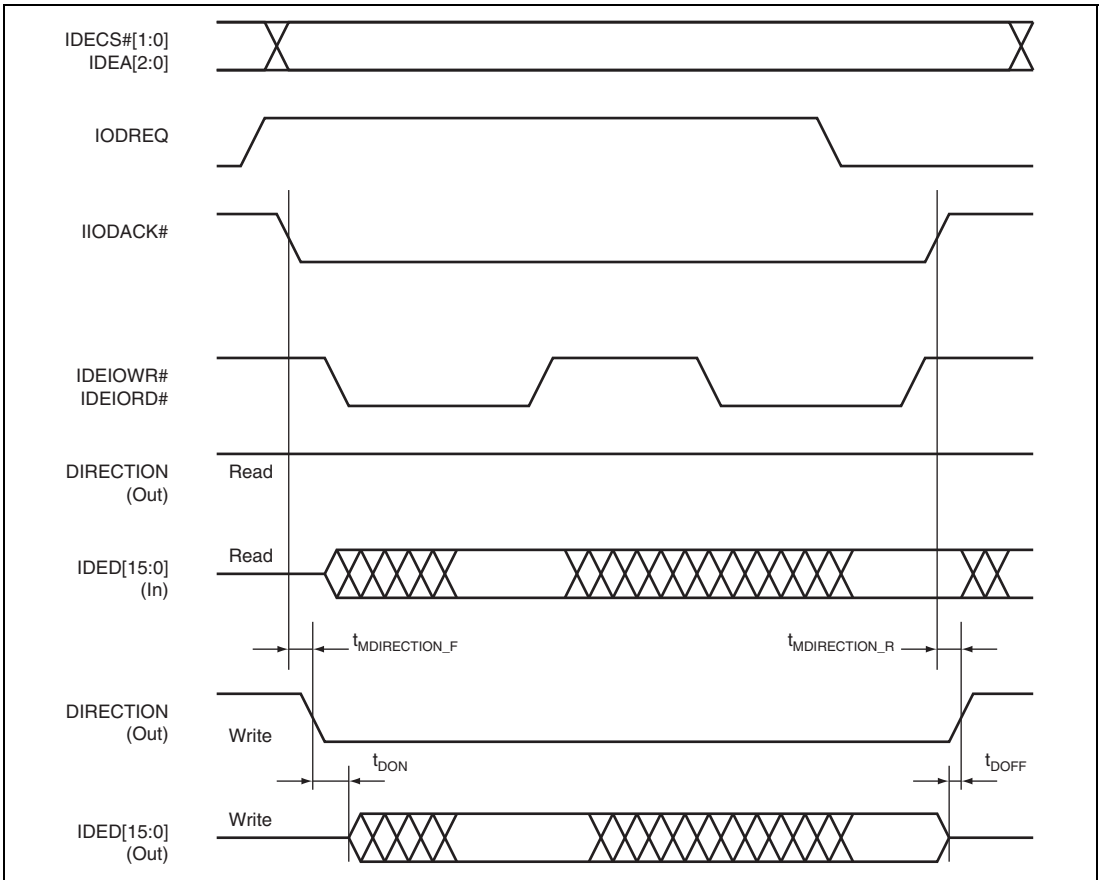 IDECS#[1:0]
IDEA[2:0]
IODREQ
IIODACK#
IDEIOWR#
IDEIORD#
DIRECTION
(Out)
Read
IDED[15:0]
(In)
Read
tMDIRECTION_F
tMDIRECTION_R
DIRECTION
(Out)
Write
tDON
tDOFF
IDED[15:0]
(Out)
Write